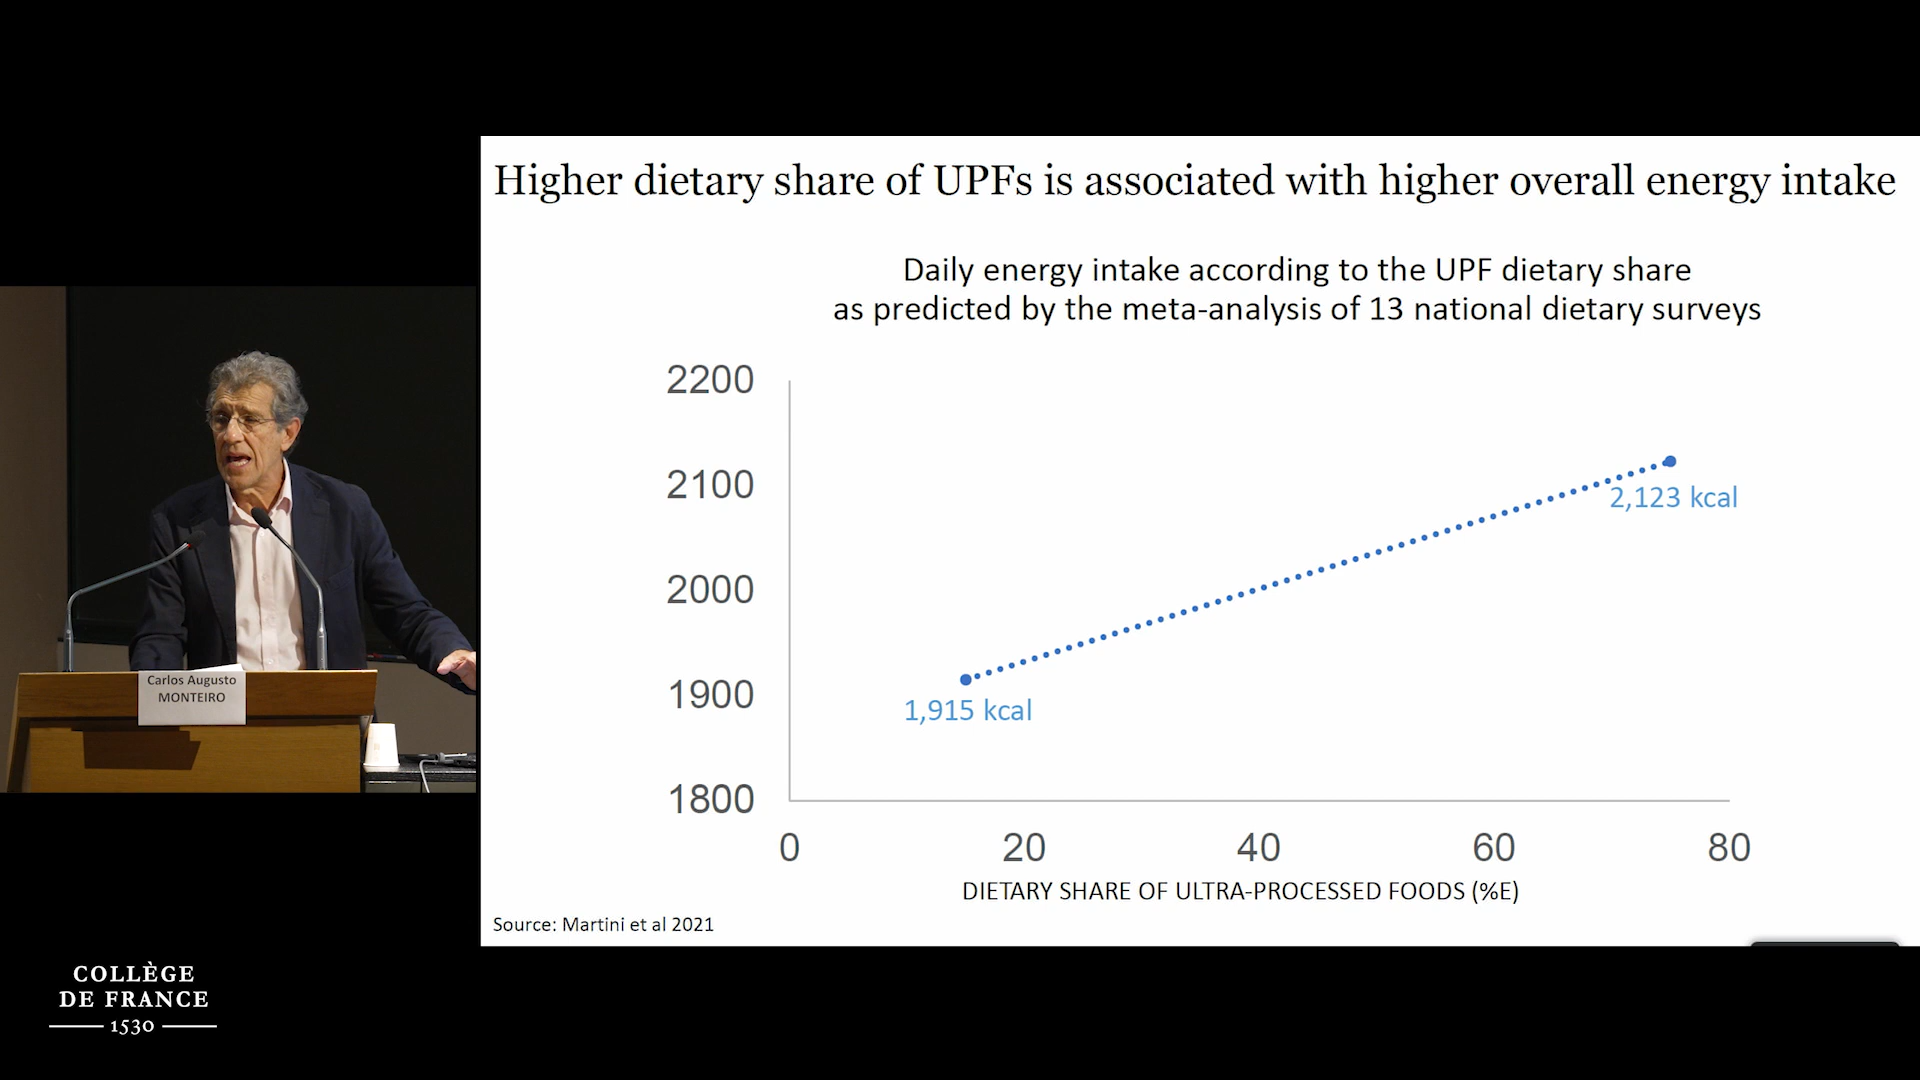 Higher dietary share of UPFs is associated with higher overall energy intake
Daily energy intake according to the UPF dietary share
as predicted by the meta-analysis of 13 national dietary surveys
2200
2100
2000
1900
1800
2,123 kcal
1,915 kcal
0 20 40 60 80
DIETARY SHARE OF ULTRA-PROCESSED FOODS (%E)
Source: Martini et al 2021
Carlos Augusto
MONTEIRO
COLLÈGE
DE FRANCE
1530